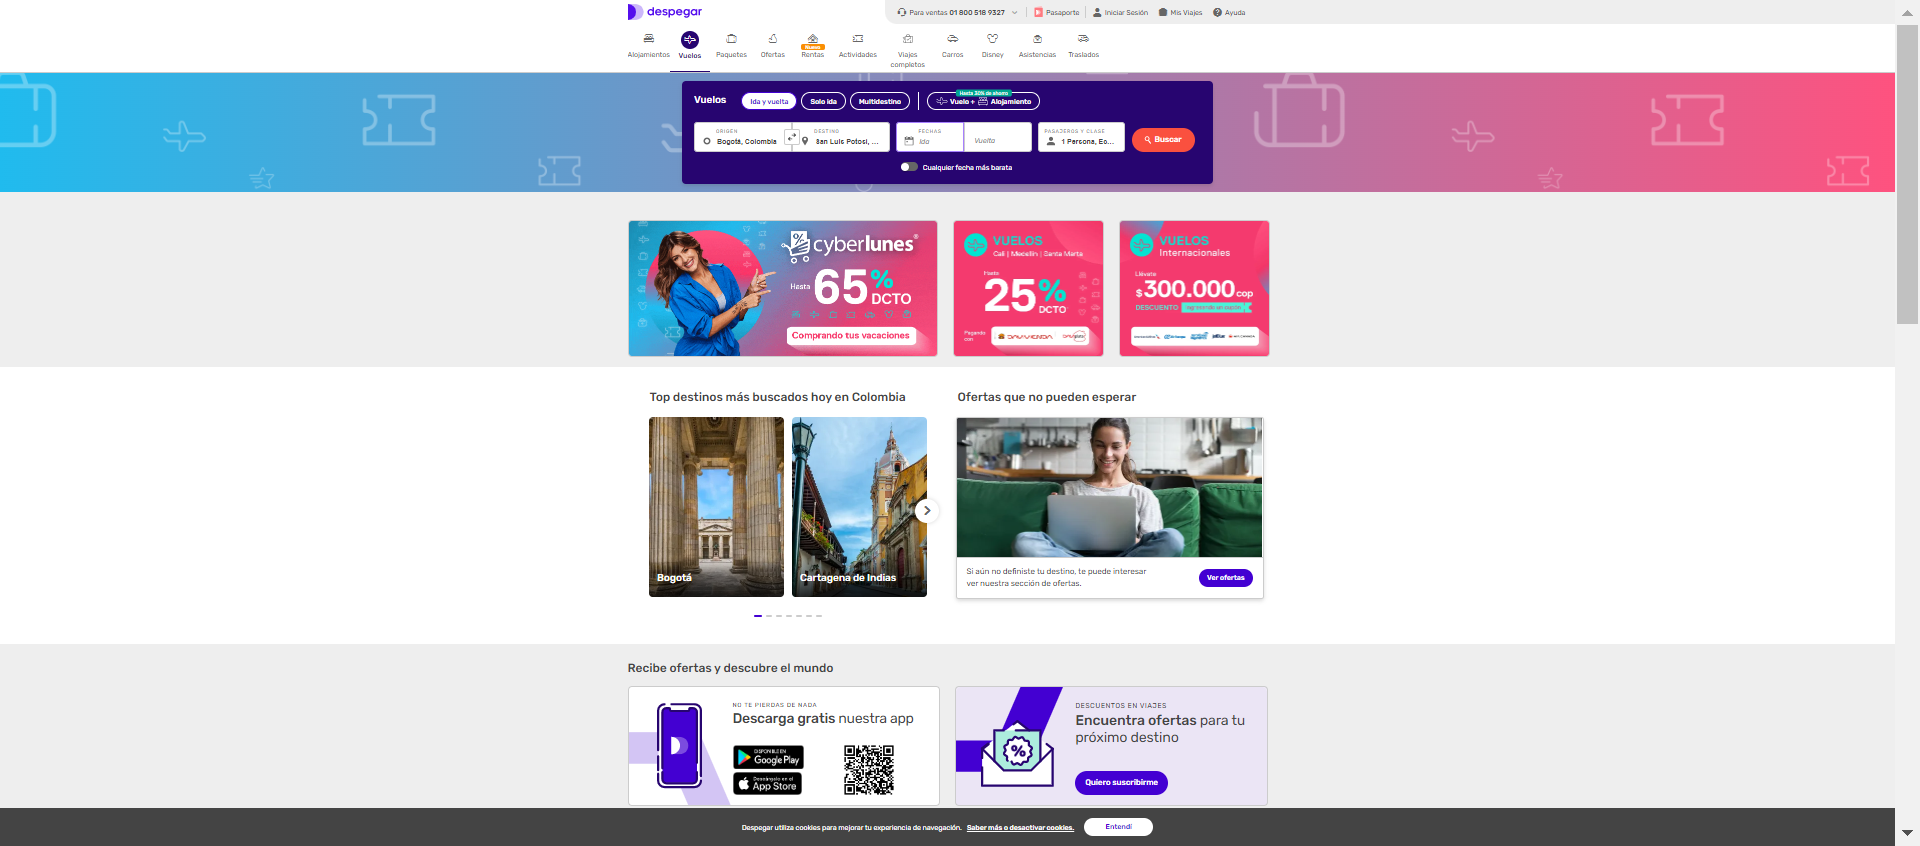 despegar
Para ventas 01 800 518 9327
Pasaporte
Iniciar Sesión
Mis Viajes
Ayuda
Alojamientos
Vuelos
Paquetes
Ofertas
Nuevo
Rentas
Actividades
Viajes
completos
Carros
Disney
Asistencias
Traslados
Vuelos
Ida y vuelta
Solo ida
Multidestino
Hasta 30% de ahorro
Vuelo + Alojamiento
ORIGEN
Bogotá, Colombia
DESTINO
San Luis Potosí, ...
FECHAS
Ida
Vuelta
PASAJEROS Y CLASE
1 Persona, Ec...
Buscar
Cualquier fecha más barata
cyberlunes®
Hasta 65% DCTO
Comprando tus vacaciones
VUELOS
Cali | Medellín | Santa Marta
Hasta
25% DCTO
Pagando
con
DAVIVIENDA
VUELOS
Internacionales
Llévate
$300.000 cop
DESCUENTO
Top destinos más buscados hoy en Colombia
Bogotá
Cartagena de Indias
Ofertas que no pueden esperar
Si aún no definiste tu destino, te puede interesar
ver nuestra sección de ofertas.
Ver ofertas
Recibe ofertas y descubre el mundo
NO TE PIERDAS DE NADA
Descarga gratis nuestra app
DISPONIBLE EN
Google Play
Descárgalo en el
App Store
DESCUENTOS EN VIAJES
Encuentra ofertas para tu
próximo destino
Quiero suscribirme
Despegar utiliza cookies para mejorar tu experiencia de navegación. Saber más o desactivar cookies.
Entendí